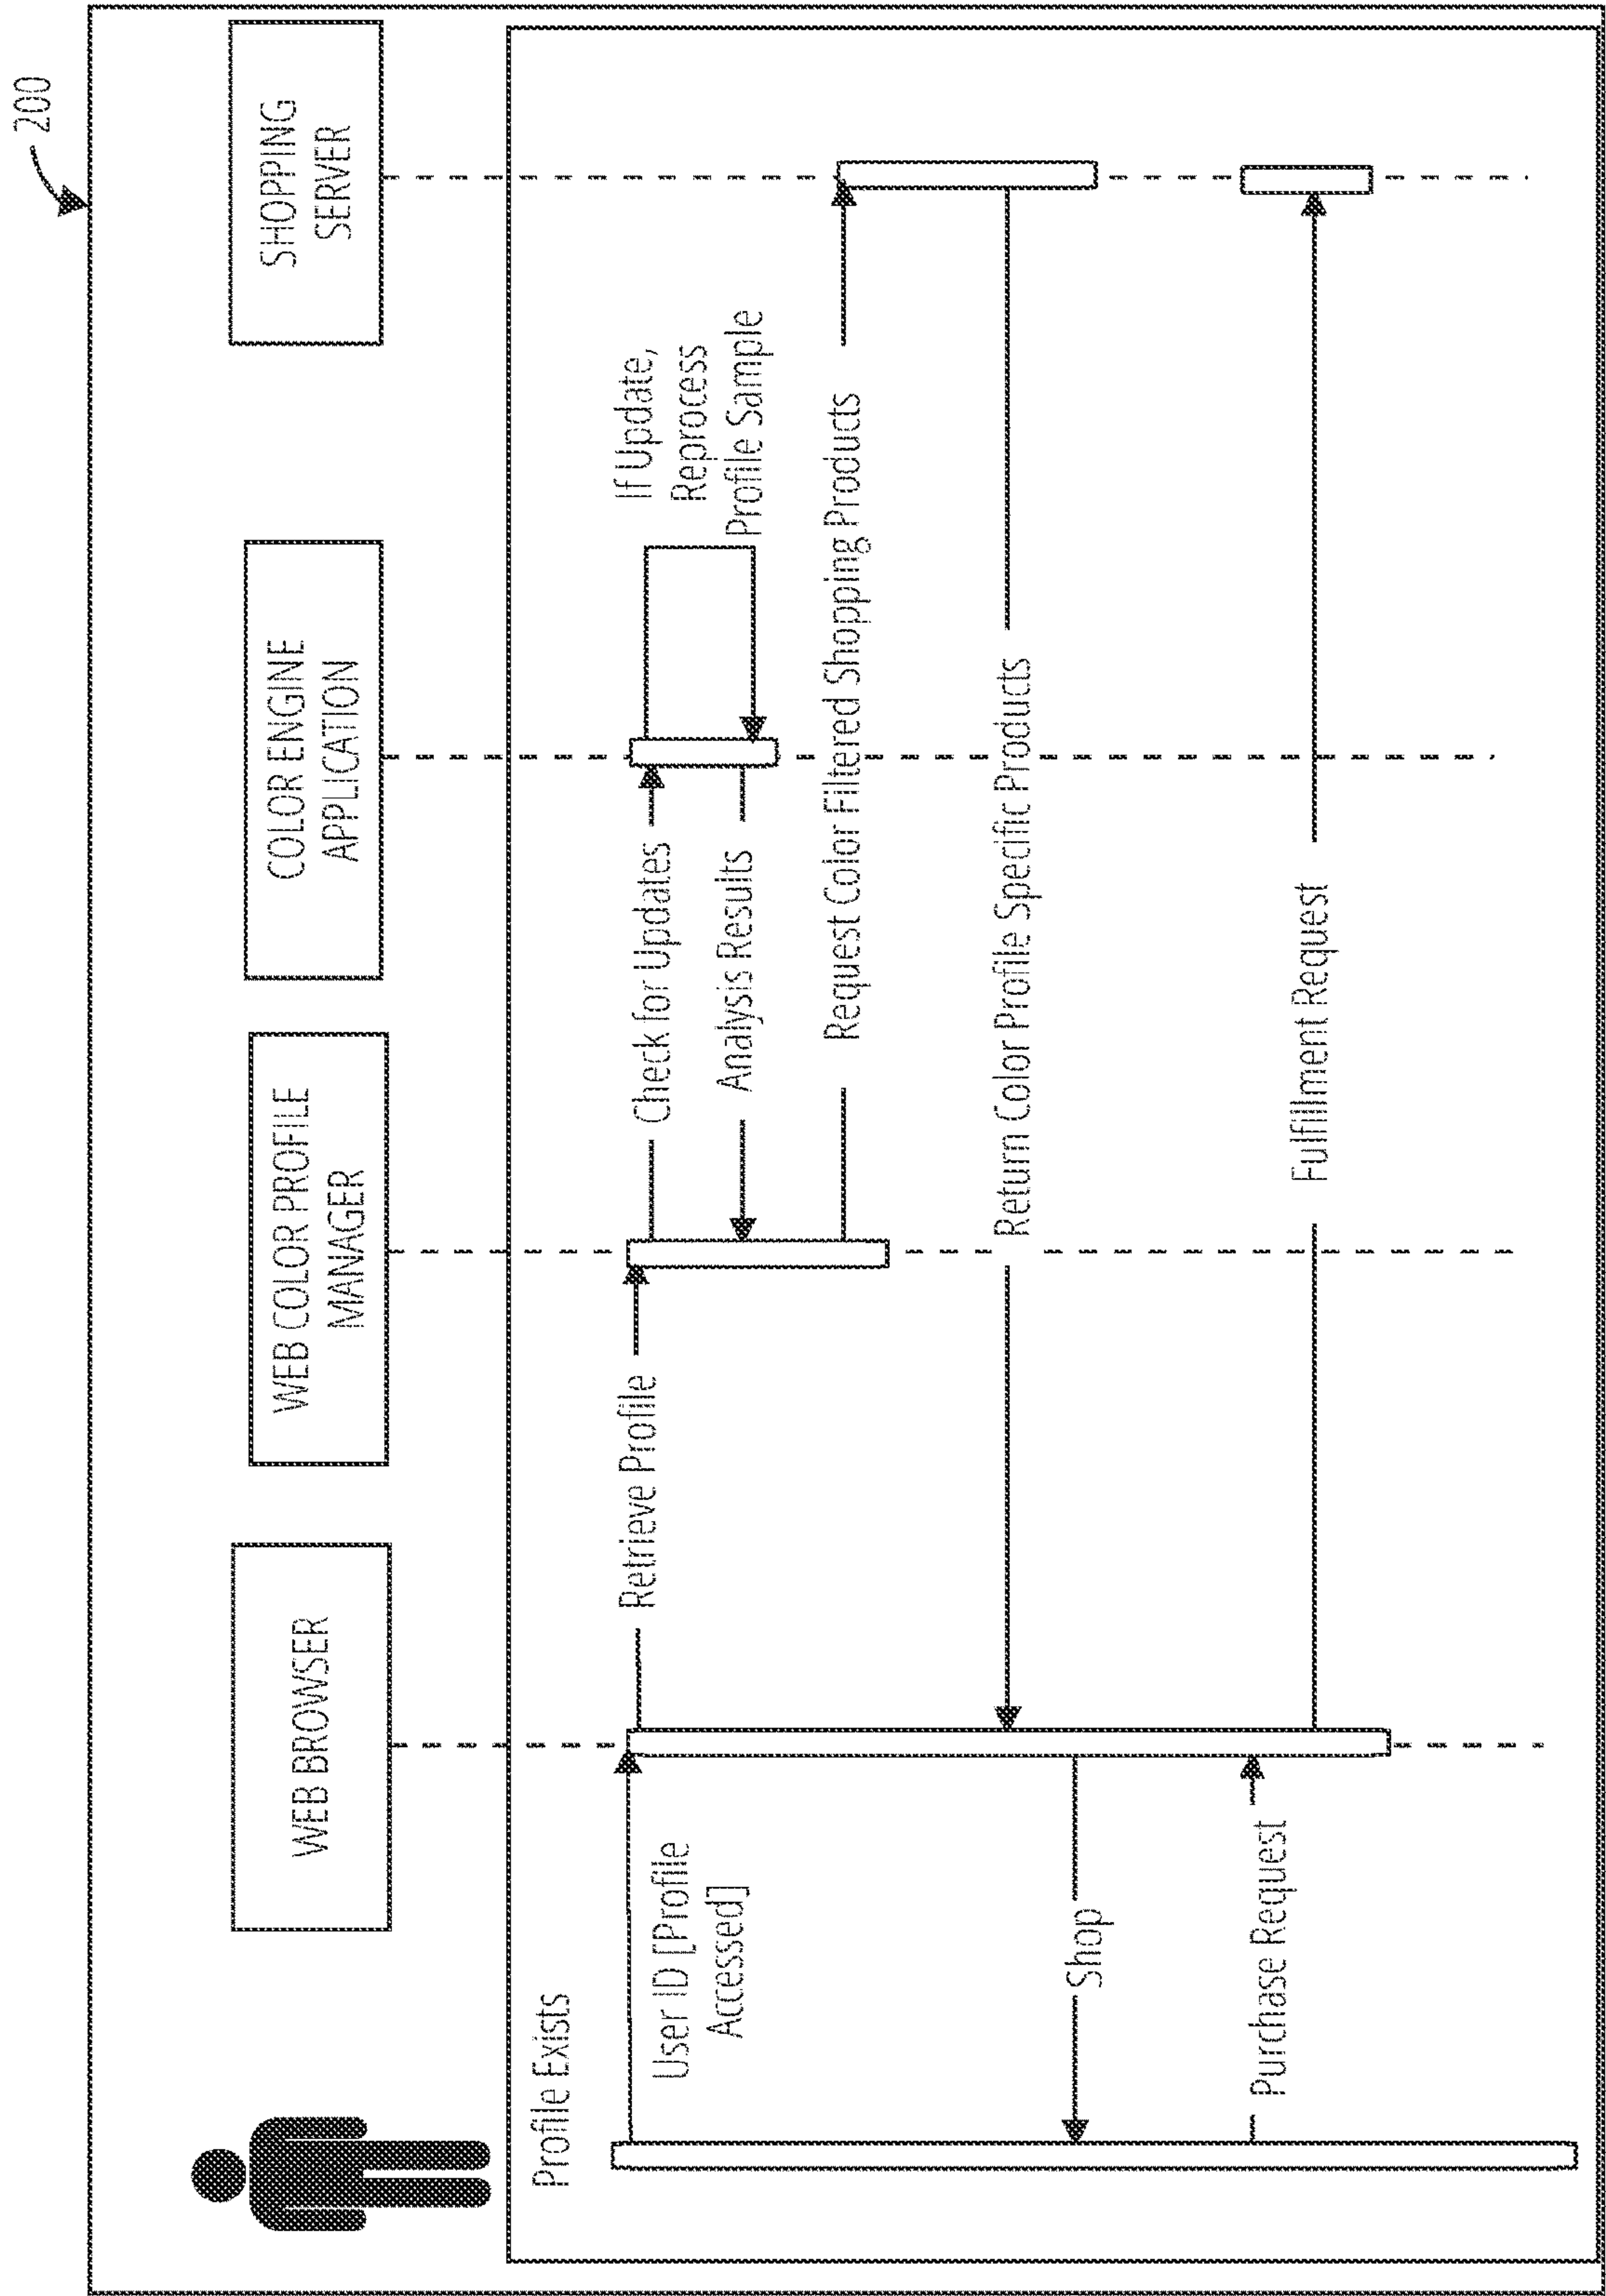 200
WEB BROWSER
WEB COLOR PROFILE
MANAGER
COLOR ENGINE
APPLICATION
SHOPPING
SERVER
Profile Exists
User ID [Profile
Accessed]
Retrieve Profile
Check for Updates
If Update,
Reprocess
Profile Sample
Analysis Results
Request Color Filtered Shopping Products
Return Color Profile Specific Products
Shop
Purchase Request
Fulfillment Request